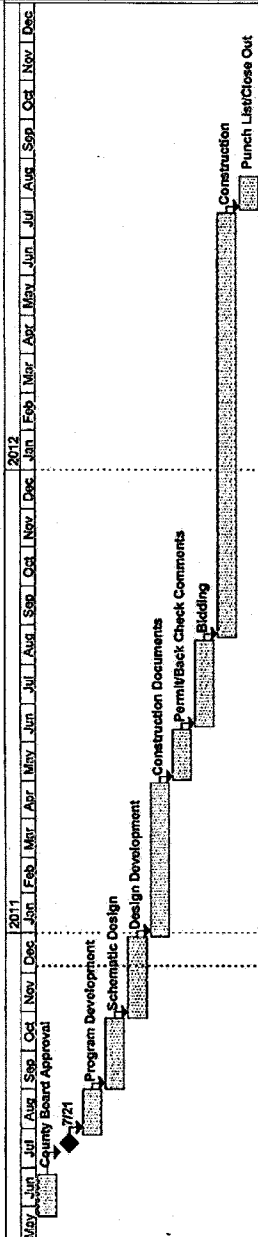 2011
2012
May Jun Jul Aug Sep Oct Nov Dec Jan Feb Mar Apr May Jun Jul Aug Sep Oct Nov Dec Jan Feb Mar Apr May Jun Jul Aug Sep Oct Nov Dec
County Board Approval
7/21
Program Development
Schematic Design
Design Development
Construction Documents
Permit/Back Check Comments
Bidding
Construction
Punch List/Close Out